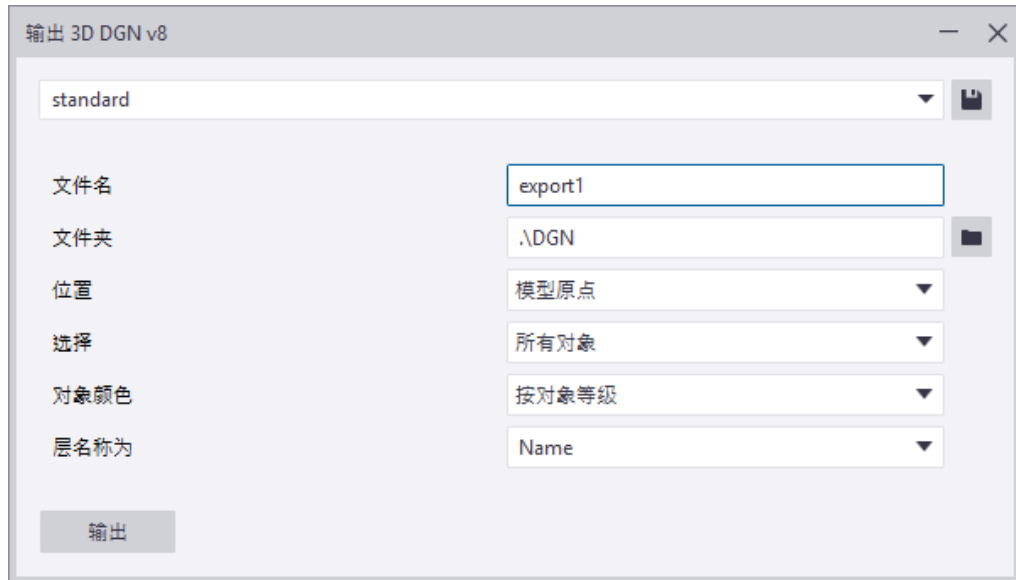 输出 3D DGN v8
standard
文件名 export1
文件夹 .\DGN
位置 模型原点
选择 所有对象
对象颜色 按对象等级
层名称为 Name
输出